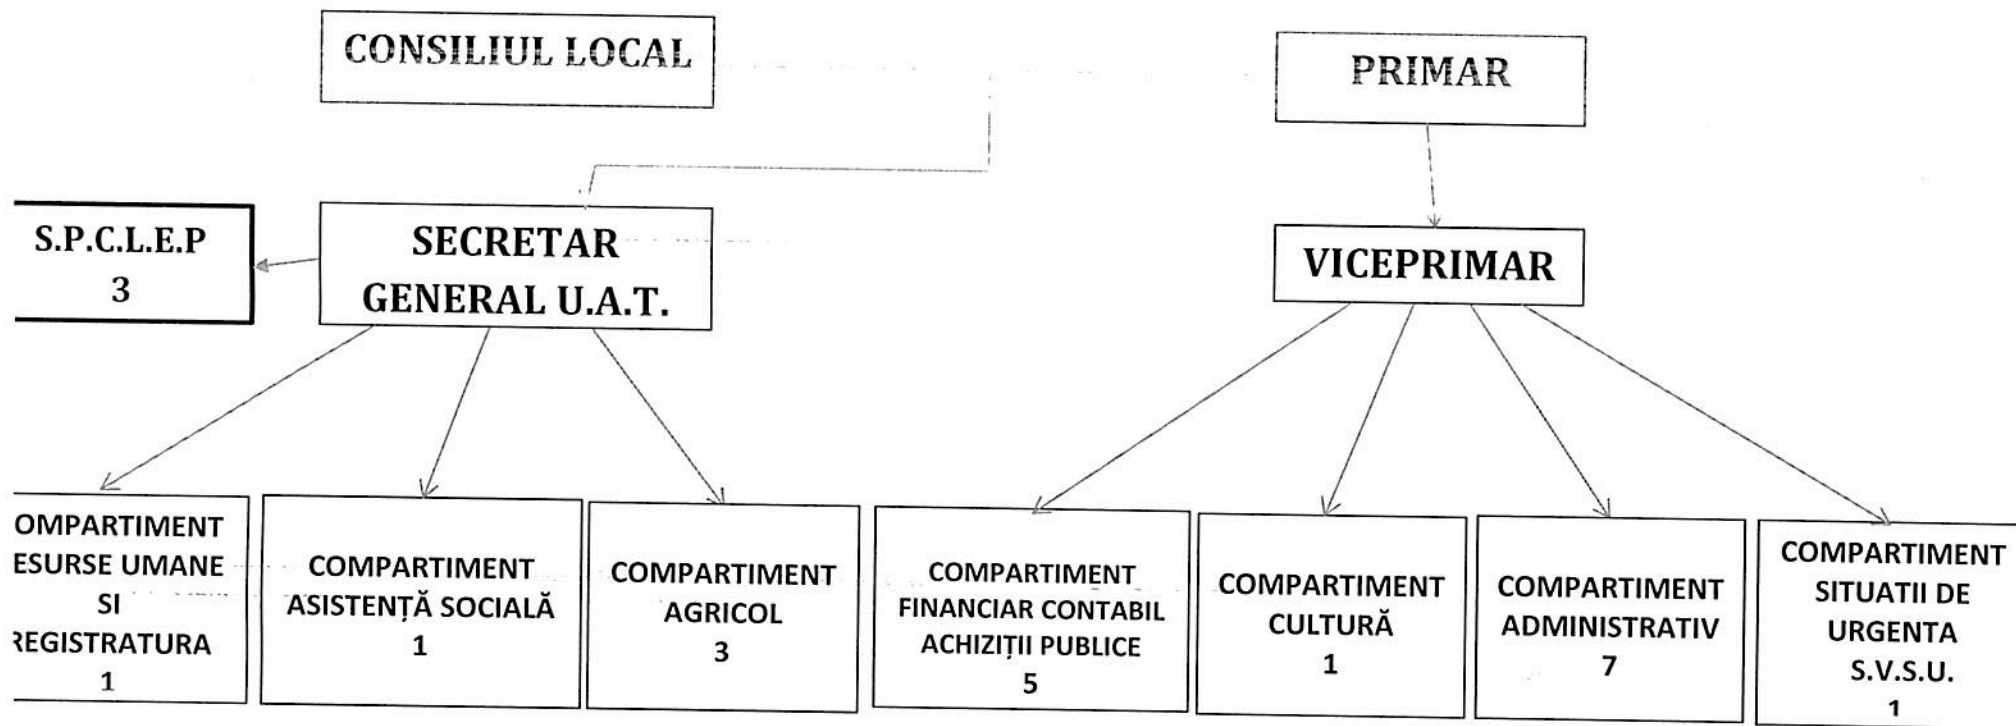 CONSILIUL LOCAL
PRIMAR
S.P.C.L.E.P
3
SECRETAR
GENERAL U.A.T.
VICEPRIMAR
OMPARTIMENT
ESURSE UMANE
SI
REGISTRATURA
1
COMPARTIMENT
ASISTENȚĂ SOCIALĂ
1
COMPARTIMENT
AGRICOL
3
COMPARTIMENT
FINANCIAR CONTABIL
ACHIZIȚII PUBLICE
5
COMPARTIMENT
CULTURĂ
1
COMPARTIMENT
ADMINISTRATIV
7
COMPARTIMENT
SITUATII DE
URGENTA
S.V.S.U.
1